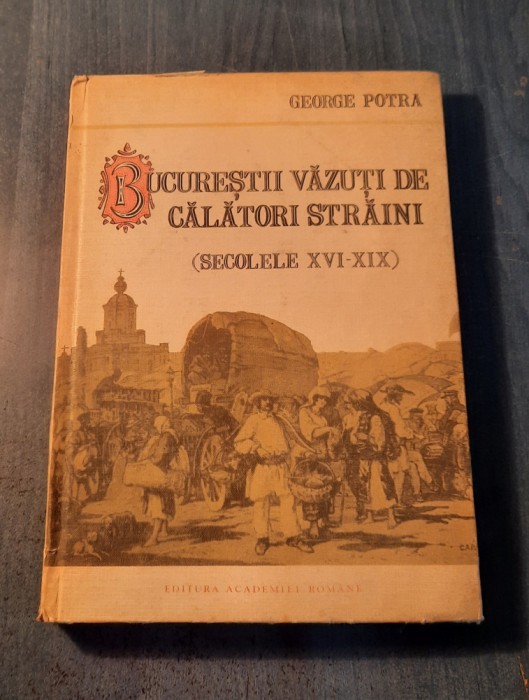 GEORGE POTRA
BUCUREȘTII VĂZUȚI DE
CĂLĂTORI STRĂINI
(SECOLELE XVI-XIX)
EDITURA ACADEMIEI ROMÂNE